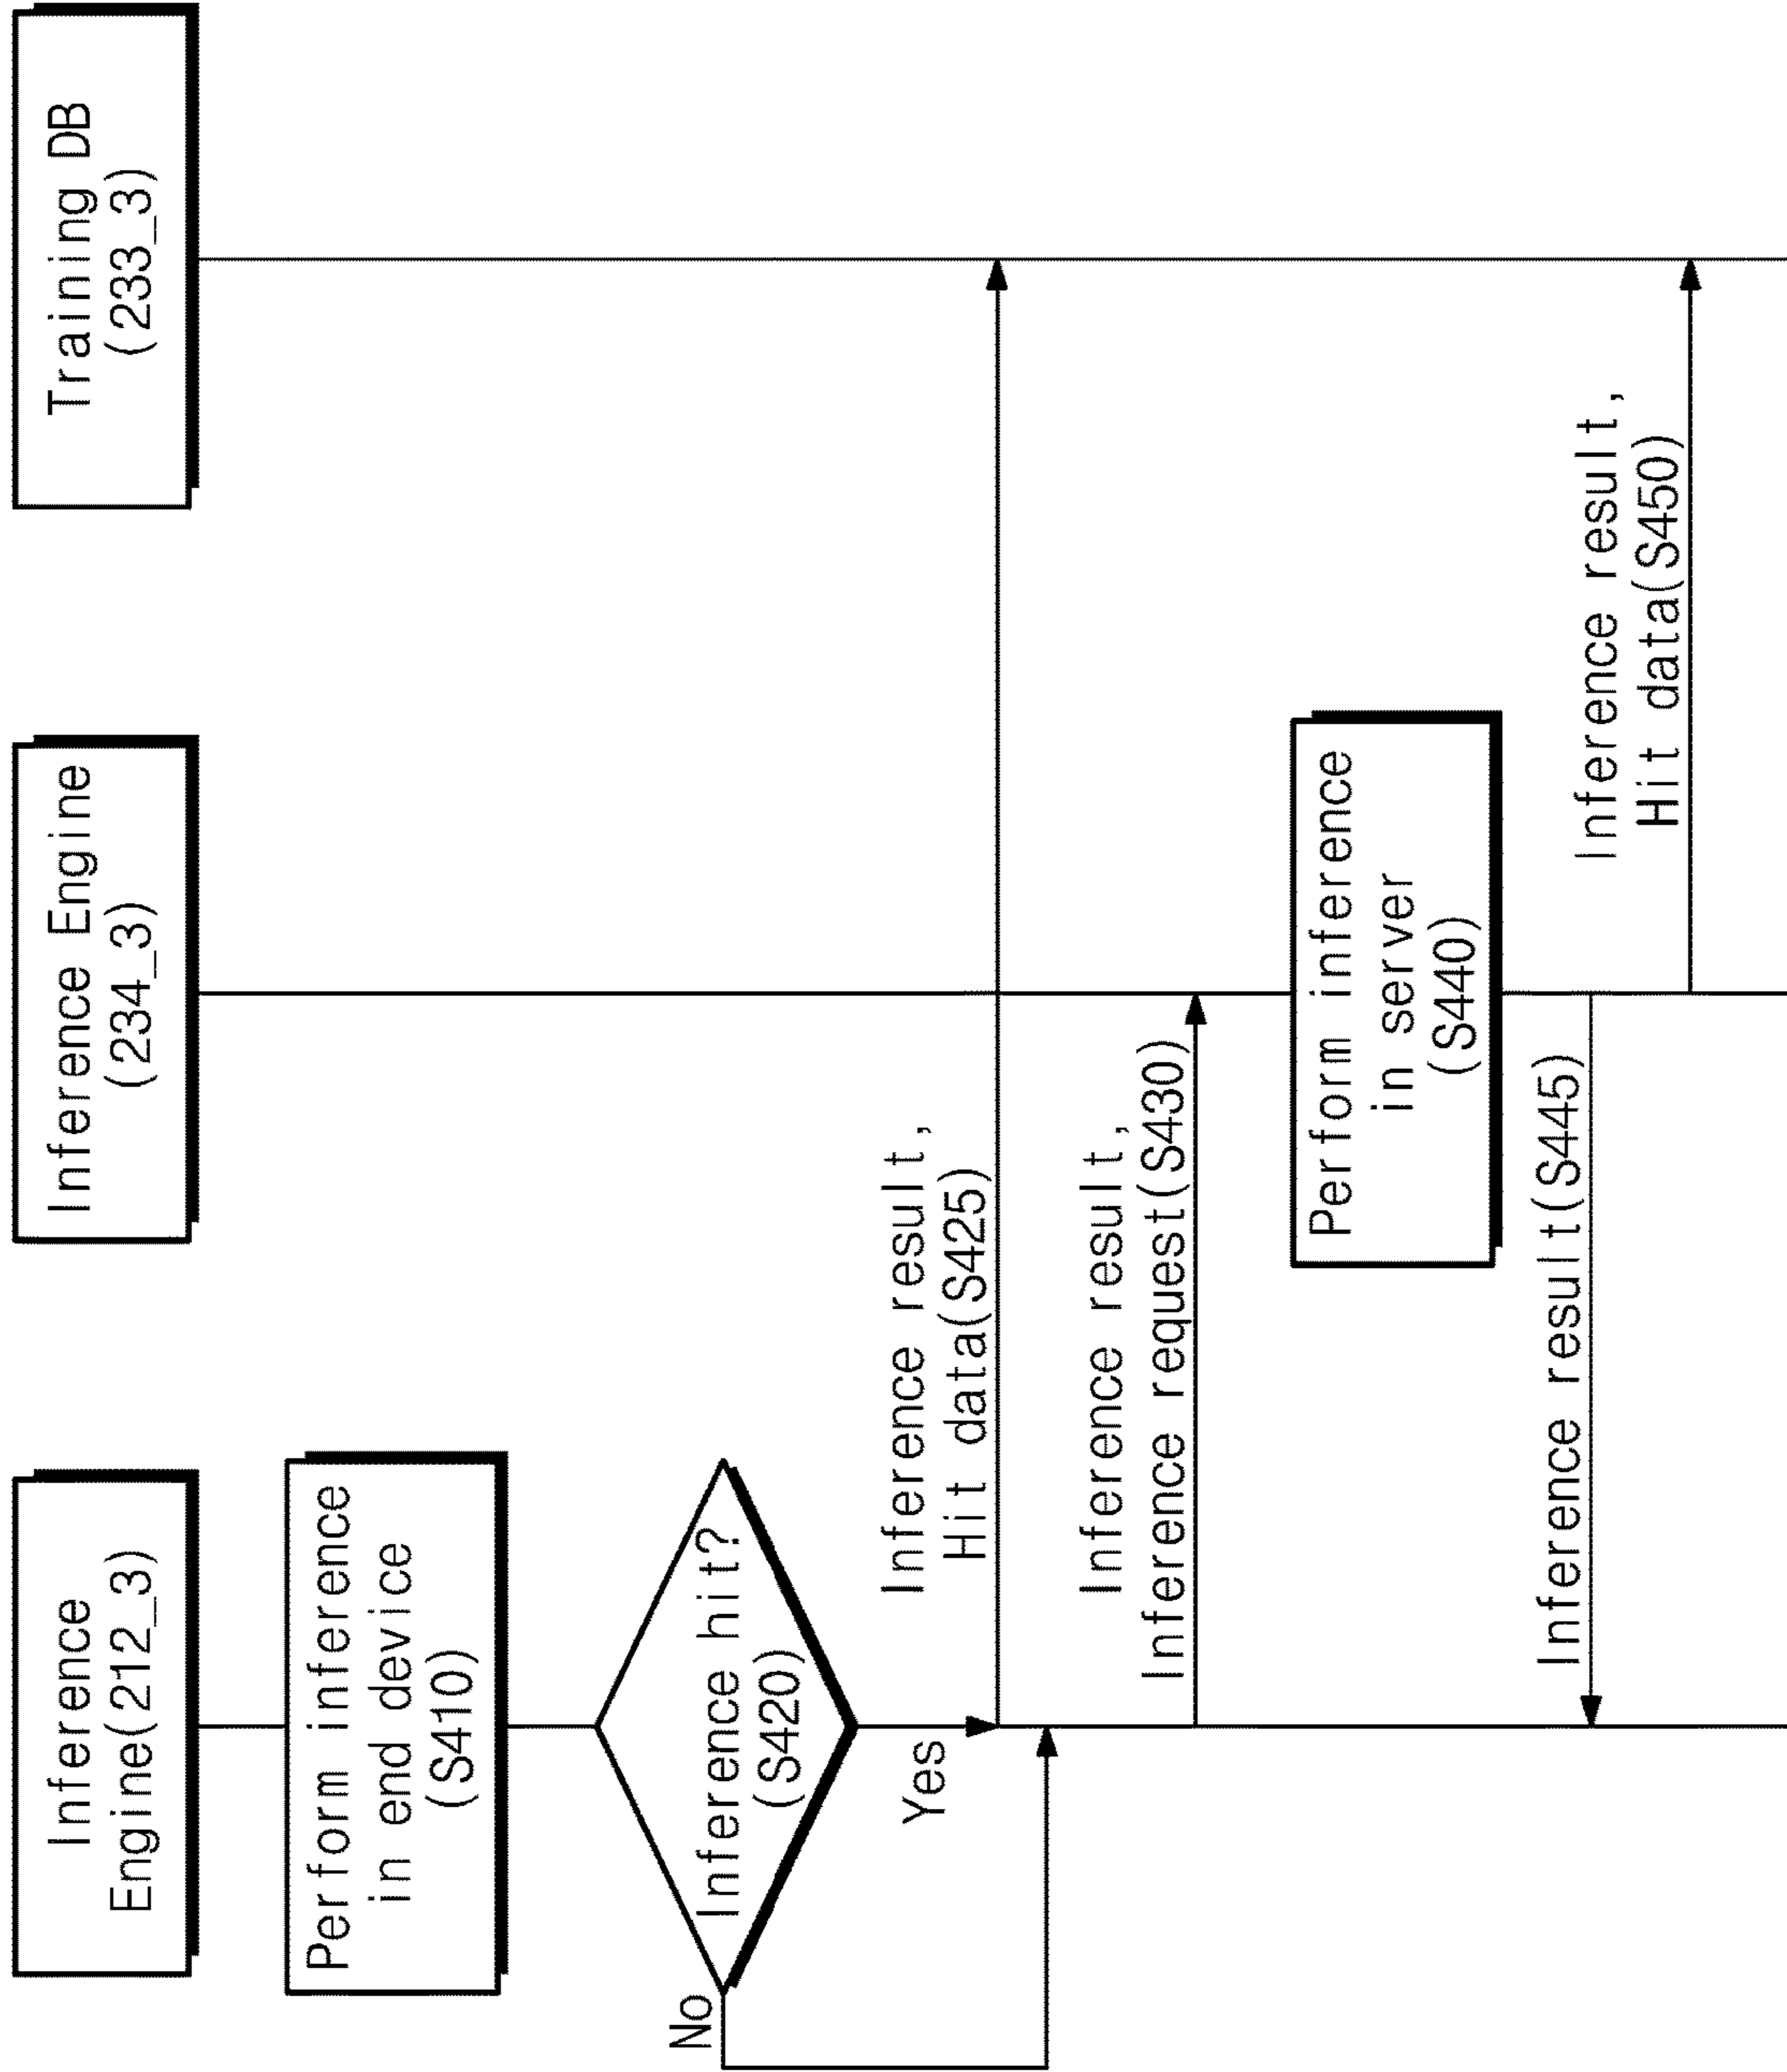 Inference
Engine(212_3)
Inference Engine
(234_3)
Training DB
(233_3)
Perform inference
in end device
(S410)
Inference hit?
(S420)
No
Yes
Inference result,
Hit data(S425)
Inference result,
Inference request(S430)
Perform inference
in server
(S440)
Inference result(S445)
Inference result,
Hit data(S450)